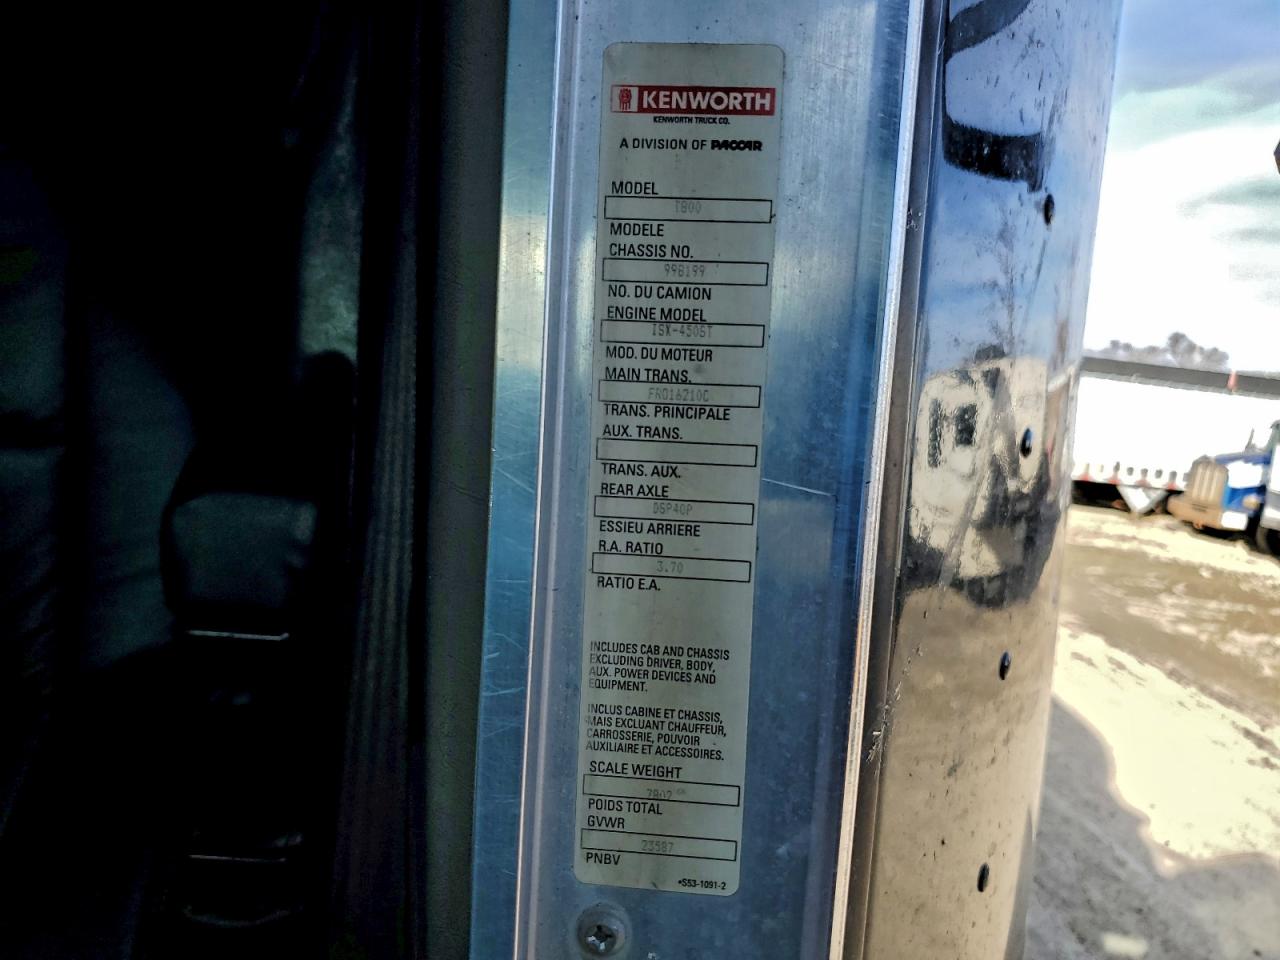 KENWORTH
KENWORTH TRUCK CO.
A DIVISION OF PACCAR
MODEL
T800
MODELE
CHASSIS NO.
998199
NO. DU CAMION
ENGINE MODEL
ISX-450ST
MOD. DU MOTEUR
MAIN TRANS.
FRO16210C
TRANS. PRINCIPALE
AUX. TRANS.
TRANS. AUX.
REAR AXLE
DSP40P
ESSIEU ARRIERE
R.A. RATIO
3.70
RATIO E.A.
INCLUDES CAB AND CHASSIS
EXCLUDING DRIVER, BODY,
AUX. POWER DEVICES AND
EQUIPMENT.
INCLUS CABINE ET CHASSIS,
MAIS EXCLUANT CHAUFFEUR,
CARROSSERIE, POUVOIR
AUXILIAIRE ET ACCESSOIRES.
SCALE WEIGHT
7802
POIDS TOTAL
GVWR
23587
PNBV
•S53-1091-2